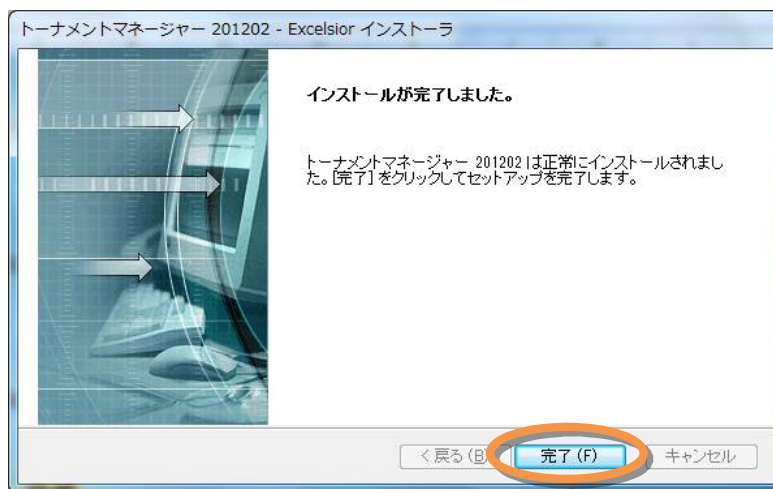 トーナメントマネージャー 201202 - Excelsior インストーラ
インストールが完了しました。
トーナメントマネージャー 201202 は正常にインストールされまし
た。[完了] をクリックしてセットアップを完了します。
< 戻る (B) 完了 (F) キャンセル